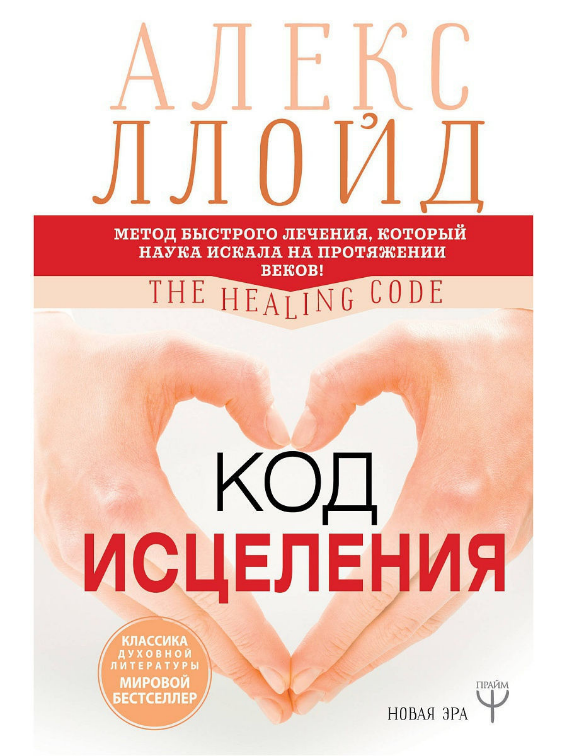 АЛЕКС
ЛЛОЙД
МЕТОД БЫСТРОГО ЛЕЧЕНИЯ, КОТОРЫЙ
НАУКА ИСКАЛА НА ПРОТЯЖЕНИИ
ВЕКОВ!
THE HEALING CODE
КОД
ИСЦЕЛЕНИЯ
КЛАССИКА
ДУХОВНОЙ
ЛИТЕРАТУРЫ
МИРОВОЙ
БЕСТСЕЛЛЕР
НОВАЯ ЭРА
ПРАЙМ